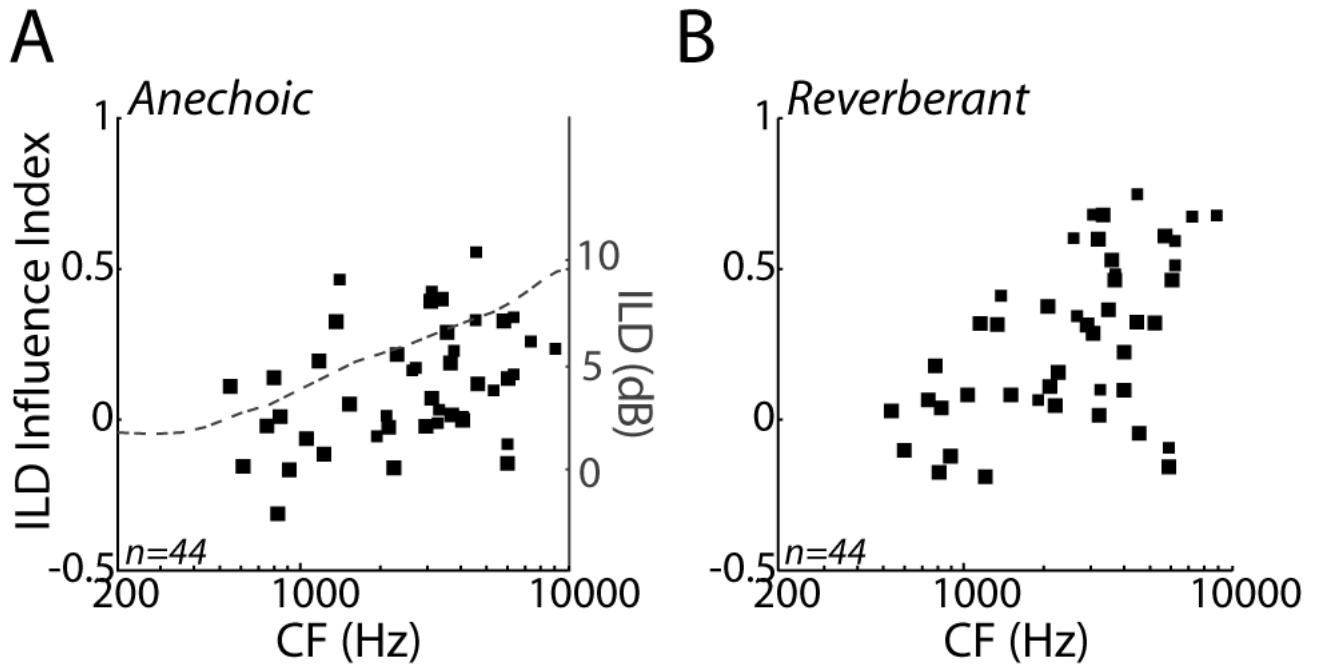 A
B
Anechoic
Reverberant
1
0.5
0
-0.5
ILD Influence Index
10
5
0
ILD (dB)
n=44
200
1000
10000
CF (Hz)
1
0.5
0
-0.5
n=44
200
1000
10000
CF (Hz)